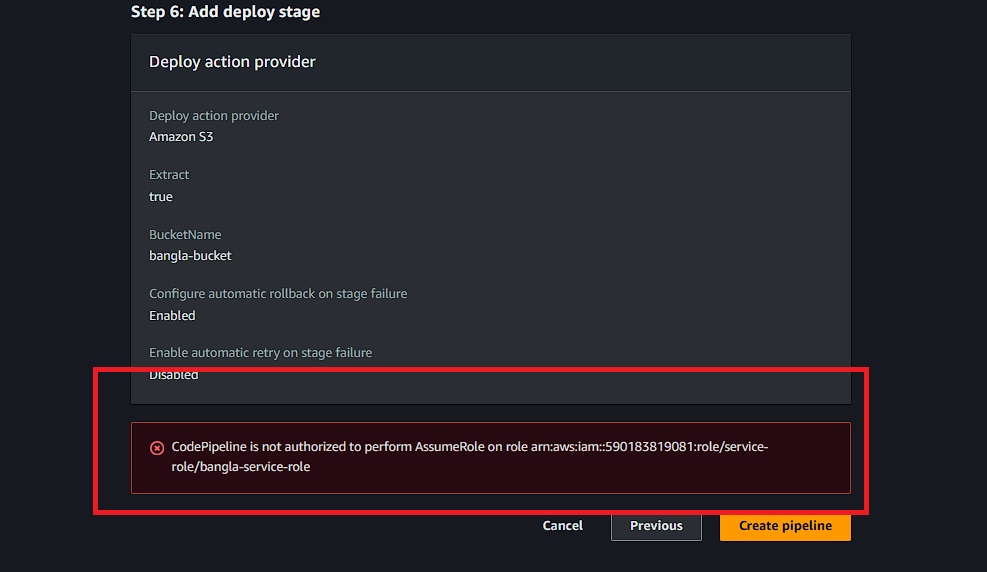 Step 6: Add deploy stage
Deploy action provider
Deploy action provider
Amazon S3
Extract
true
BucketName
bangla-bucket
Configure automatic rollback on stage failure
Enabled
Enable automatic retry on stage failure
Disabled
CodePipeline is not authorized to perform AssumeRole on role arn:aws:iam::590183819081:role/service-
role/bangla-service-role
Cancel Previous Create pipeline